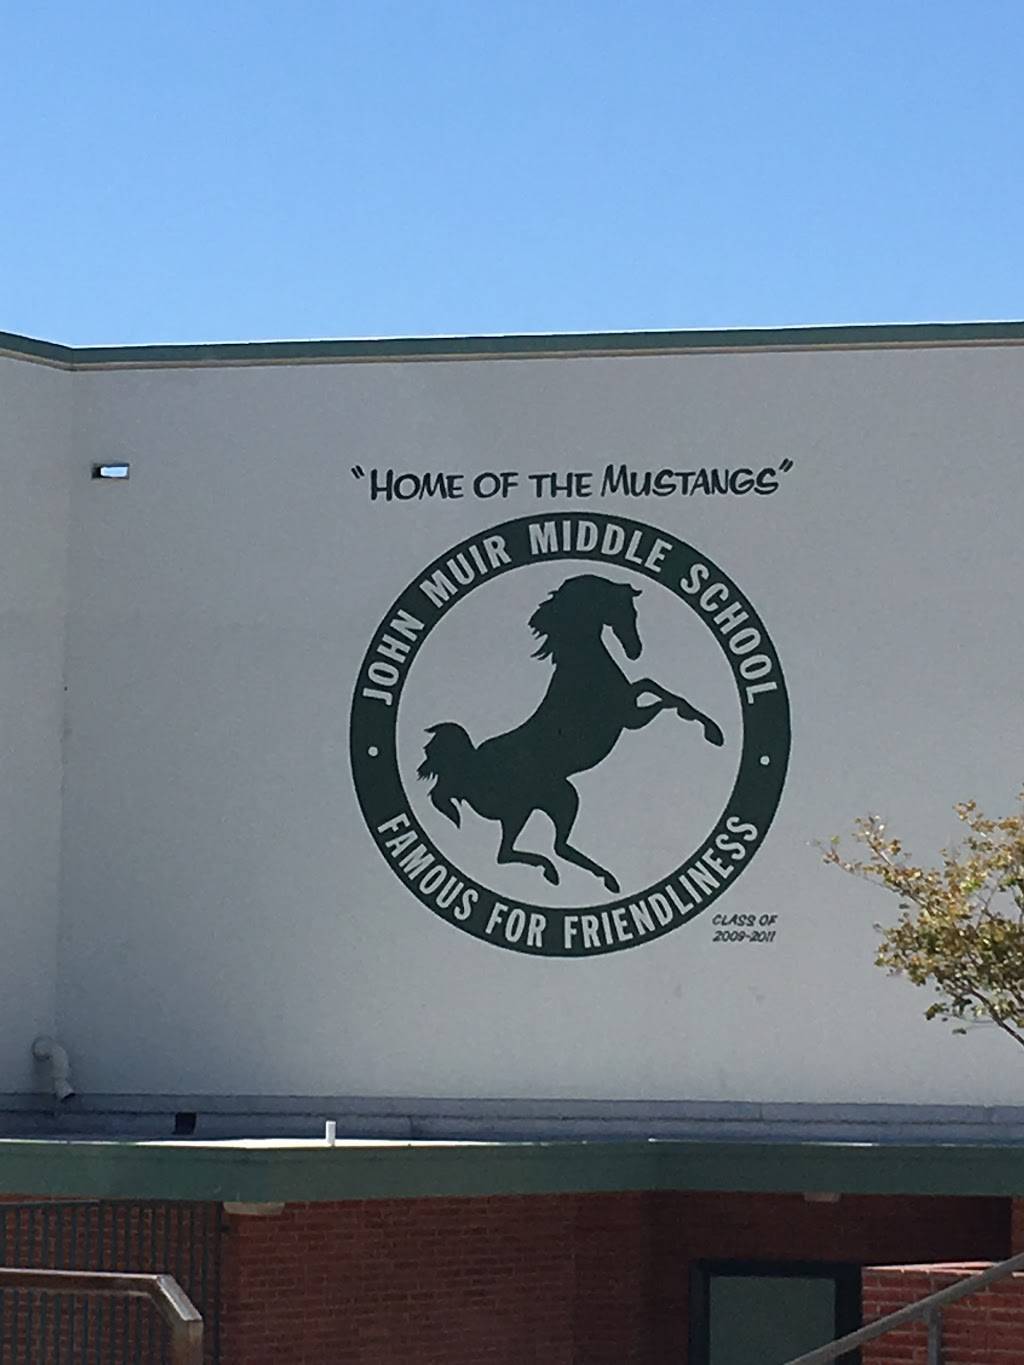 "HOME OF THE MUSTANGS"
JOHN MUIR MIDDLE SCHOOL
FAMOUS FOR FRIENDLINESS
CLASS OF
2009-2011